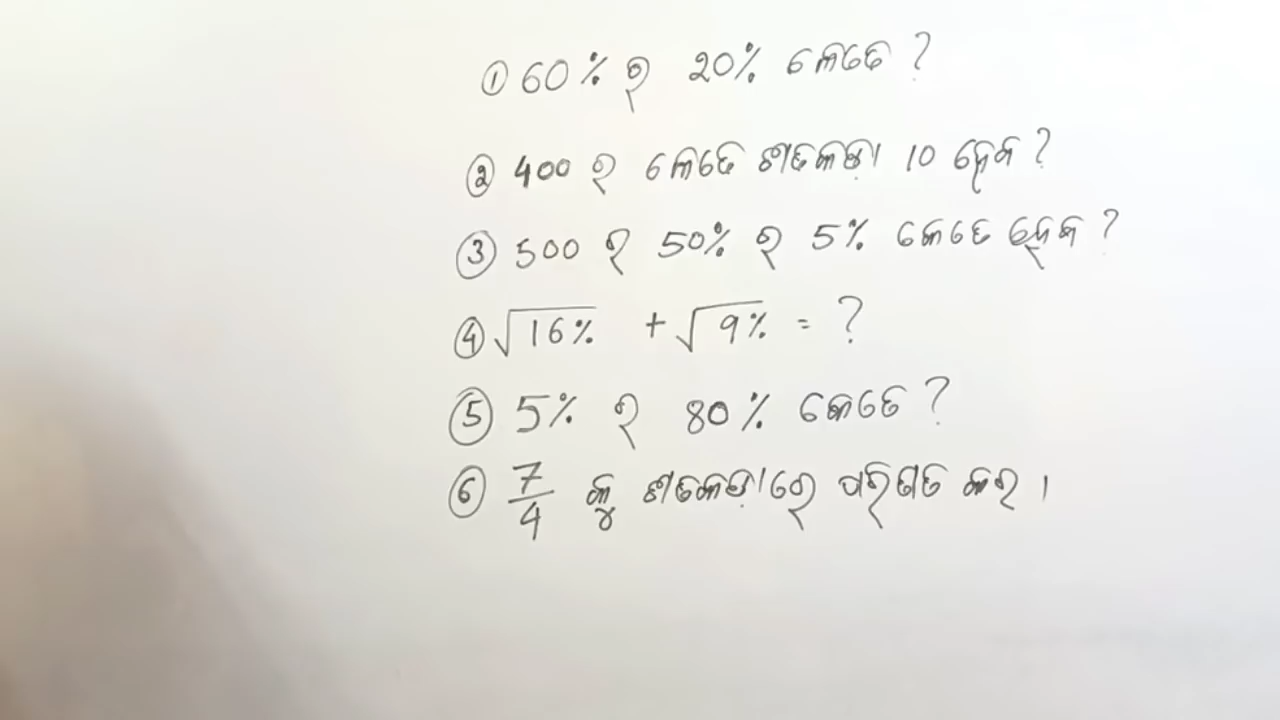 ① 60% ର 20% କେତେ ?
② 400 ର କେତେ ଶତକଡ଼ା 10 ହେବ ?
③ 500 ର 50% ର 5% କେତେ ହେବ ?
④ √16% + √9% = ?
⑤ 5% ର 80% କେତେ ?
⑥ 7/4 କୁ ଶତକଡ଼ାରେ ପରିଣତ କର ।